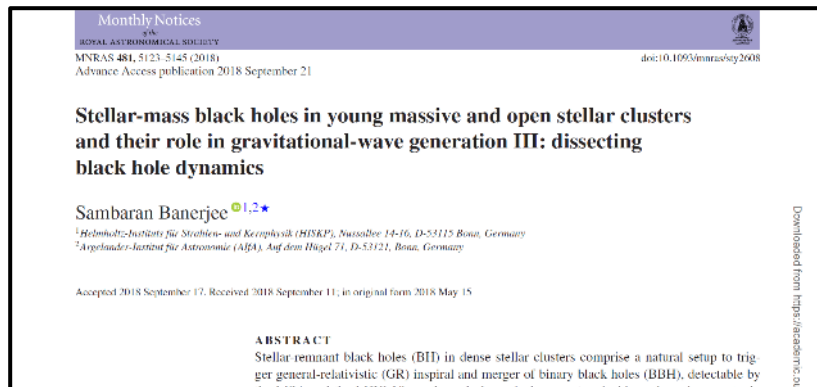 Monthly Notices
of the
ROYAL ASTRONOMICAL SOCIETY
MNRAS 481, 5123–5145 (2018)
doi:10.1093/mnras/sty2608
Advance Access publication 2018 September 21
Stellar-mass black holes in young massive and open stellar clusters
and their role in gravitational-wave generation III: dissecting
black hole dynamics
Sambaran Banerjee 1,2★
1Helmholtz-Instituts für Strahlen- und Kernphysik (HISKP), Nussallee 14-16, D-53115 Bonn, Germany
2Argelander-Institut für Astronomie (AIfA), Auf dem Hügel 71, D-53121, Bonn, Germany
Accepted 2018 September 17. Received 2018 September 11; in original form 2018 May 15
ABSTRACT
Stellar-remnant black holes (BH) in dense stellar clusters comprise a natural setup to trig-
ger general-relativistic (GR) inspiral and merger of binary black holes (BBH), detectable by
Downloaded from https://academic.ou